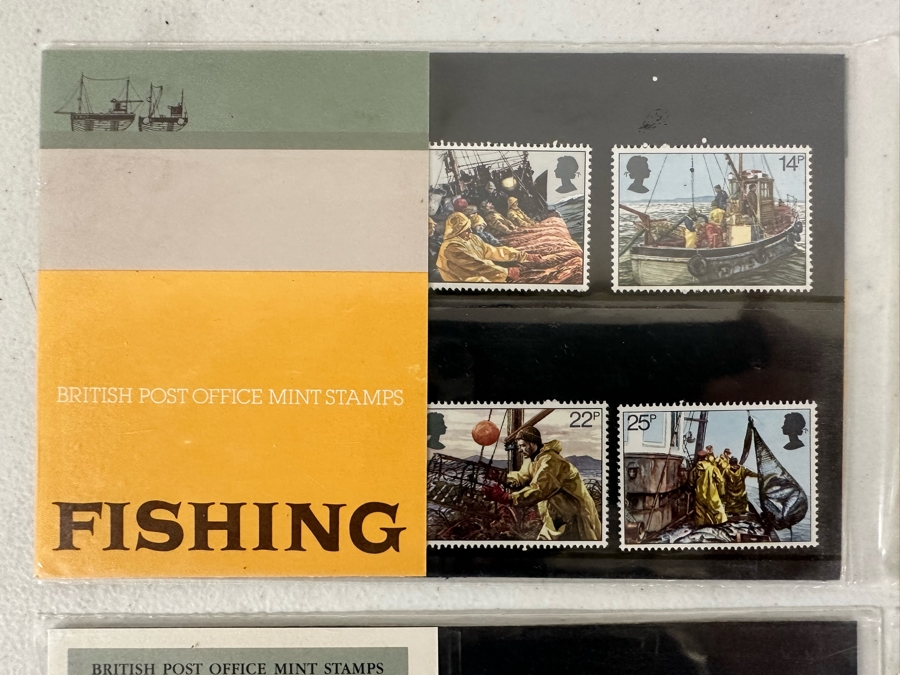 14P
BRITISH POST OFFICE MINT STAMPS
22P
25P
FISHING
BRITISH POST OFFICE MINT STAMPS